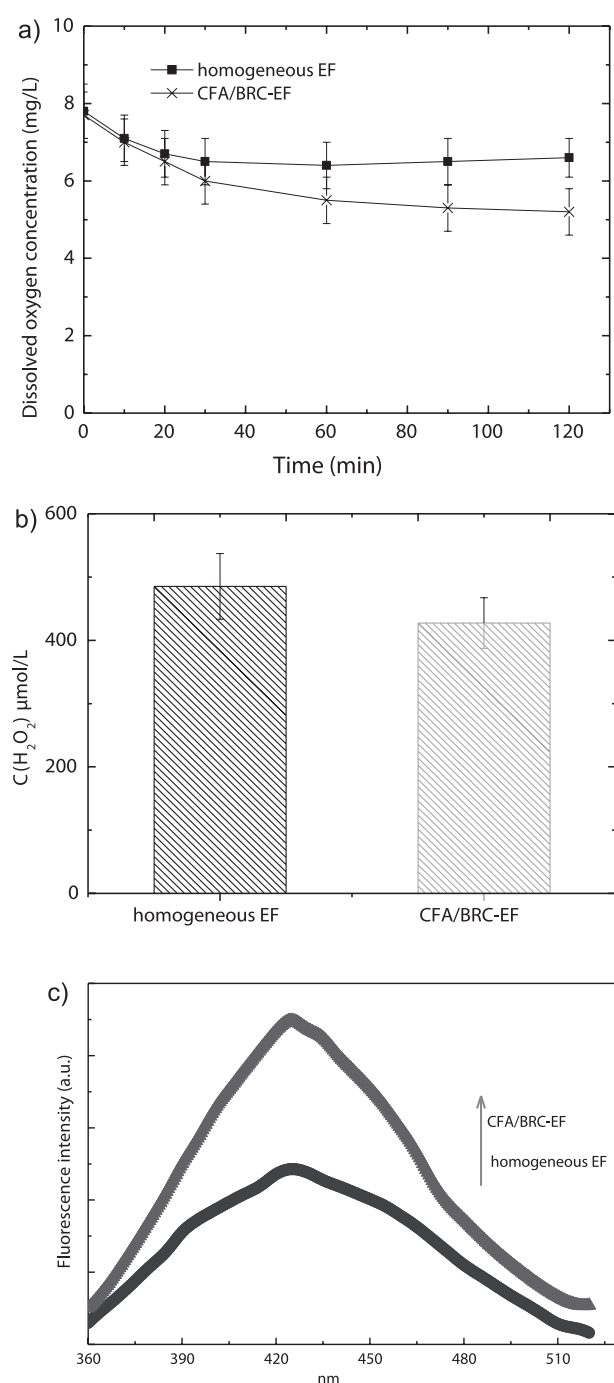 a)
10
8
6
4
2
0
Dissolved oxygen concentration (mg/L)
homogeneous EF
CFA/BRC-EF
0 20 40 60 80 100 120
Time (min)
b)
600
400
200
0
C(H₂O₂) μmol/L
homogeneous EF CFA/BRC-EF
c)
Fluorescence intensity (a.u.)
CFA/BRC-EF
homogeneous EF
360 390 420 450 480 510
nm